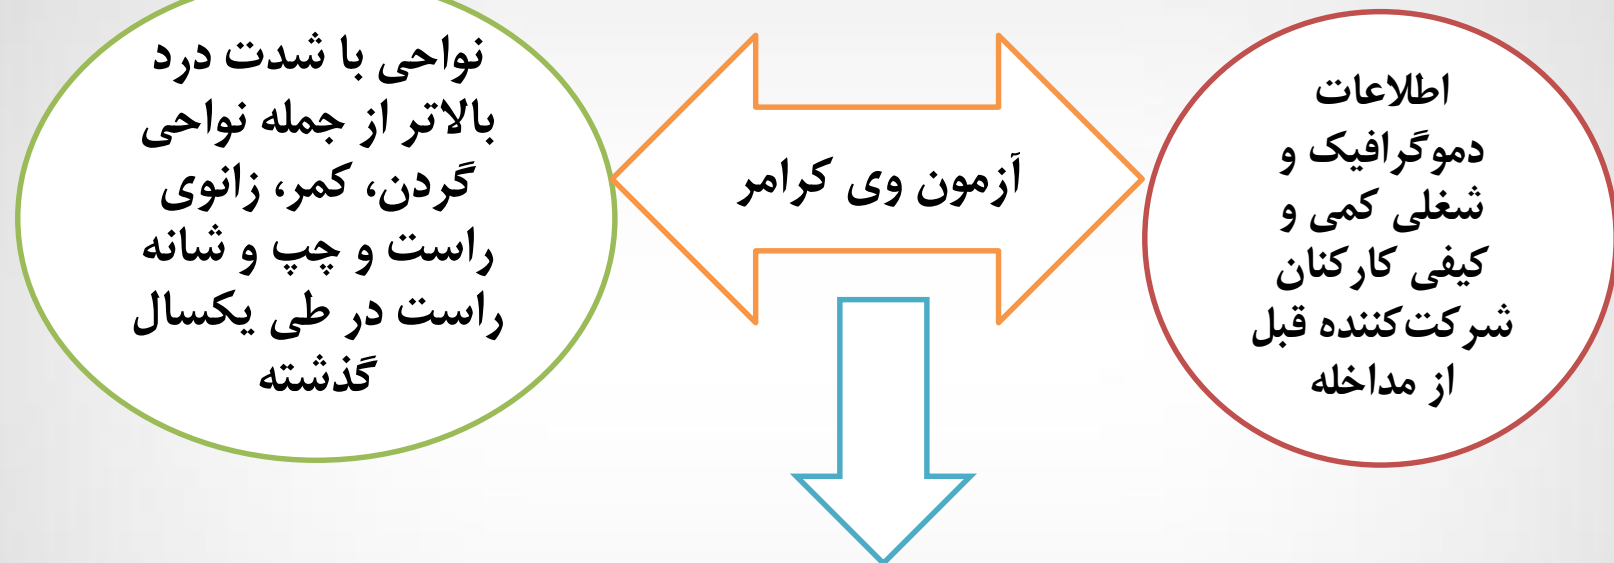 اطلاعات
دموگرافیک و
شغلی کمی و
کیفی کارکنان
شرکت‌کننده قبل
از مداخله
آزمون وی کرامر
نواحی با شدت درد
بالاتر از جمله نواحی
گردن، کمر، زانوی
راست و چپ و شانه
راست در طی یکسال
گذشته